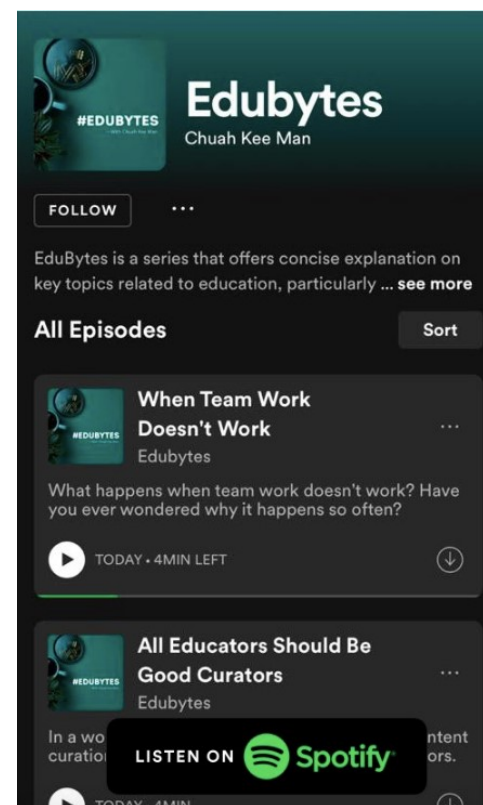 #EDUBYTES
Edubytes
Chuah Kee Man
FOLLOW
...
EduBytes is a series that offers concise explanation on
key topics related to education, particularly ... see more
All Episodes
Sort
#EDUBYTES
When Team Work
Doesn't Work
...
Edubytes
What happens when team work doesn't work? Have
you ever wondered why it happens so often?
TODAY • 4MIN LEFT
#EDUBYTES
All Educators Should Be
Good Curators
...
Edubytes
In a wo
ntent
curatio
ors.
LISTEN ON Spotify
TODAY • 4MIN